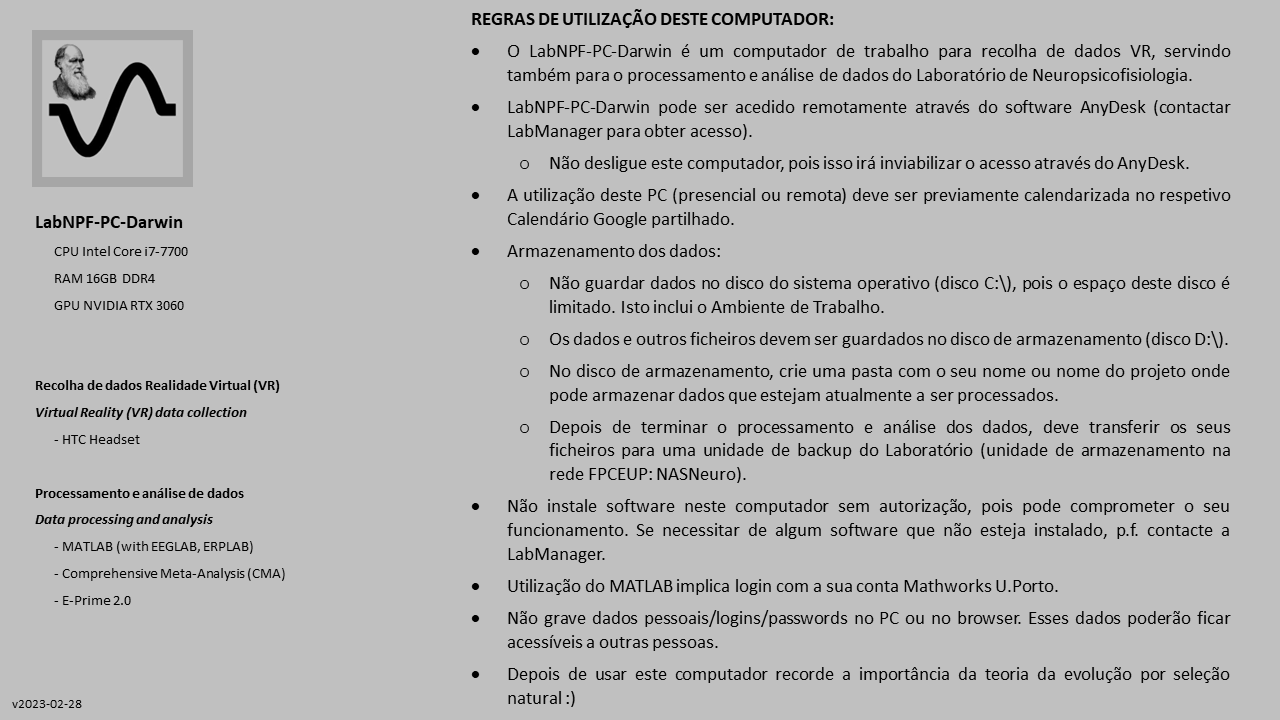 LabNPF-PC-Darwin
CPU Intel Core i7-7700
RAM 16GB DDR4
GPU NVIDIA RTX 3060
Recolha de dados Realidade Virtual (VR)
Virtual Reality (VR) data collection
- HTC Headset
Processamento e análise de dados
Data processing and analysis
- MATLAB (with EEGLAB, ERPLAB)
- Comprehensive Meta-Analysis (CMA)
- E-Prime 2.0
v2023-02-28
REGRAS DE UTILIZAÇÃO DESTE COMPUTADOR:
• O LabNPF-PC-Darwin é um computador de trabalho para recolha de dados VR, servindo
também para o processamento e análise de dados do Laboratório de Neuropsicofisiologia.
• LabNPF-PC-Darwin pode ser acedido remotamente através do software AnyDesk (contactar
LabManager para obter acesso).
o Não desligue este computador, pois isso irá inviabilizar o acesso através do AnyDesk.
• A utilização deste PC (presencial ou remota) deve ser previamente calendarizada no respetivo
Calendário Google partilhado.
• Armazenamento dos dados:
o Não guardar dados no disco do sistema operativo (disco C:\), pois o espaço deste disco é
limitado. Isto inclui o Ambiente de Trabalho.
o Os dados e outros ficheiros devem ser guardados no disco de armazenamento (disco D:\).
o No disco de armazenamento, crie uma pasta com o seu nome ou nome do projeto onde
pode armazenar dados que estejam atualmente a ser processados.
o Depois de terminar o processamento e análise dos dados, deve transferir os seus
ficheiros para uma unidade de backup do Laboratório (unidade de armazenamento na
rede FPCEUP: NASNeuro).
• Não instale software neste computador sem autorização, pois pode comprometer o seu
funcionamento. Se necessitar de algum software que não esteja instalado, p.f. contacte a
LabManager.
• Utilização do MATLAB implica login com a sua conta Mathworks U.Porto.
• Não grave dados pessoais/logins/passwords no PC ou no browser. Esses dados poderão ficar
acessíveis a outras pessoas.
• Depois de usar este computador recorde a importância da teoria da evolução por seleção
natural :)